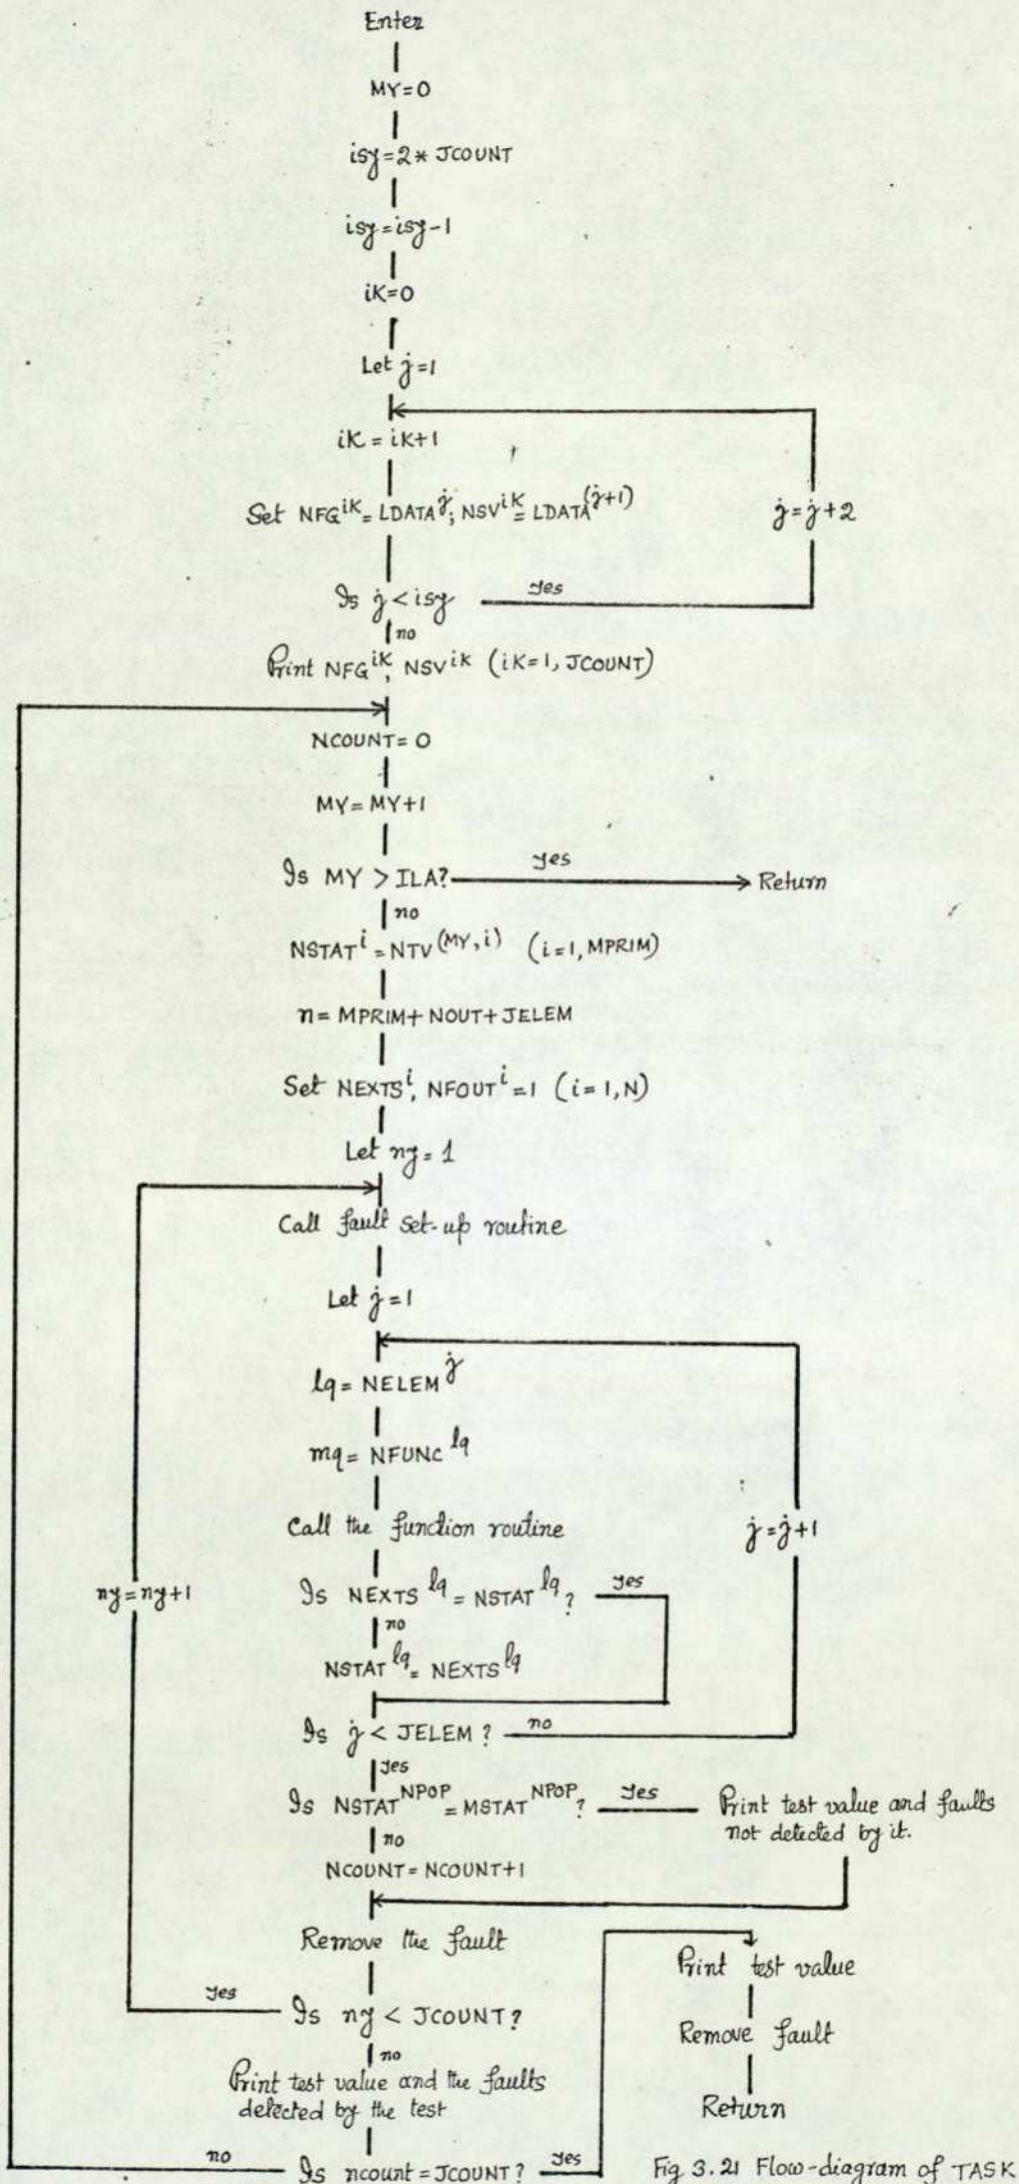 Enter
MY=0
isy=2* JCOUNT
isy=isy-1
iK=0
Let j=1
iK=iK+1
Set NFG^iK=LDATA^j; NSV^iK=LDATA^(j+1)
j=j+2
Is j<isy
yes
no
Print NFG^iK, NSV^iK (iK=1, JCOUNT)
NCOUNT=0
MY=MY+1
Is MY >ILA?
yes
Return
no
NSTAT^i=NTV^(MY,i) (i=1, MPRIM)
n=MPRIM+NOUT+JELEM
Set NEXTS^i, NFOUT^i=1 (i=1,N)
Let ny=1
Call fault set-up routine
Let j=1
lq=NELEM^j
mq=NFUNC^lq
Call the function routine
j=j+1
ny=ny+1
Is NEXTS^lq=NSTAT^lq?
yes
no
NSTAT^lq=NEXTS^lq
Is j< JELEM?
no
yes
Is NSTAT^NPOP=MSTAT^NPOP?
yes
Print test value and faults
not detected by it.
no
NCOUNT=NCOUNT+1
Remove the fault
Print test value
yes
Is ny< JCOUNT?
Remove fault
no
Print test value and the faults
detected by the test
Return
no
Is ncount=JCOUNT?
yes
Fig 3.21 Flow-diagram of TASK